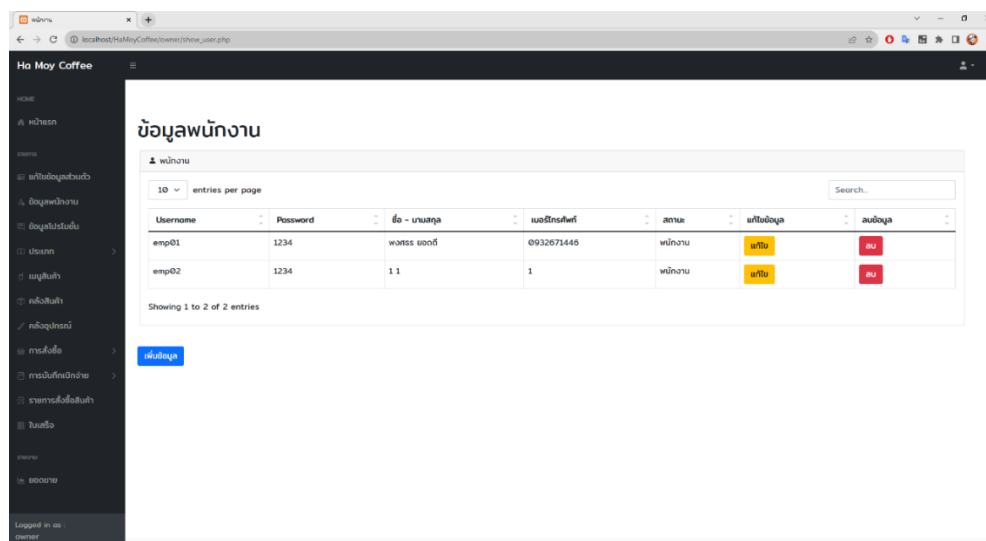 พนักงาน
localhost/HaMoyCoffee/owner/show_user.php
Ha Moy Coffee
HOME
หน้าแรก
รายการ
แก้ไขข้อมูลส่วนตัว
ข้อมูลพนักงาน
ข้อมูลโปรโมชั่น
ประเภท
เมนูสินค้า
คลังสินค้า
คลังอุปกรณ์
การสั่งซื้อ
การบันทึกเบิกจ่าย
รายการสั่งซื้อสินค้า
ใบเสร็จ
รายงาน
ยอดขาย
Logged in as :
owner
ข้อมูลพนักงาน
พนักงาน
10 entries per page
Search..
Username Password ชื่อ - นามสกุล เบอร์โทรศัพท์ สถานะ แก้ไขข้อมูล ลบข้อมูล
emp01 1234 ยอดดี 0932671446 พนักงาน แก้ไข ลบ
emp02 1234 1 1 1 พนักงาน แก้ไข ลบ
Showing 1 to 2 of 2 entries
เพิ่มข้อมูล